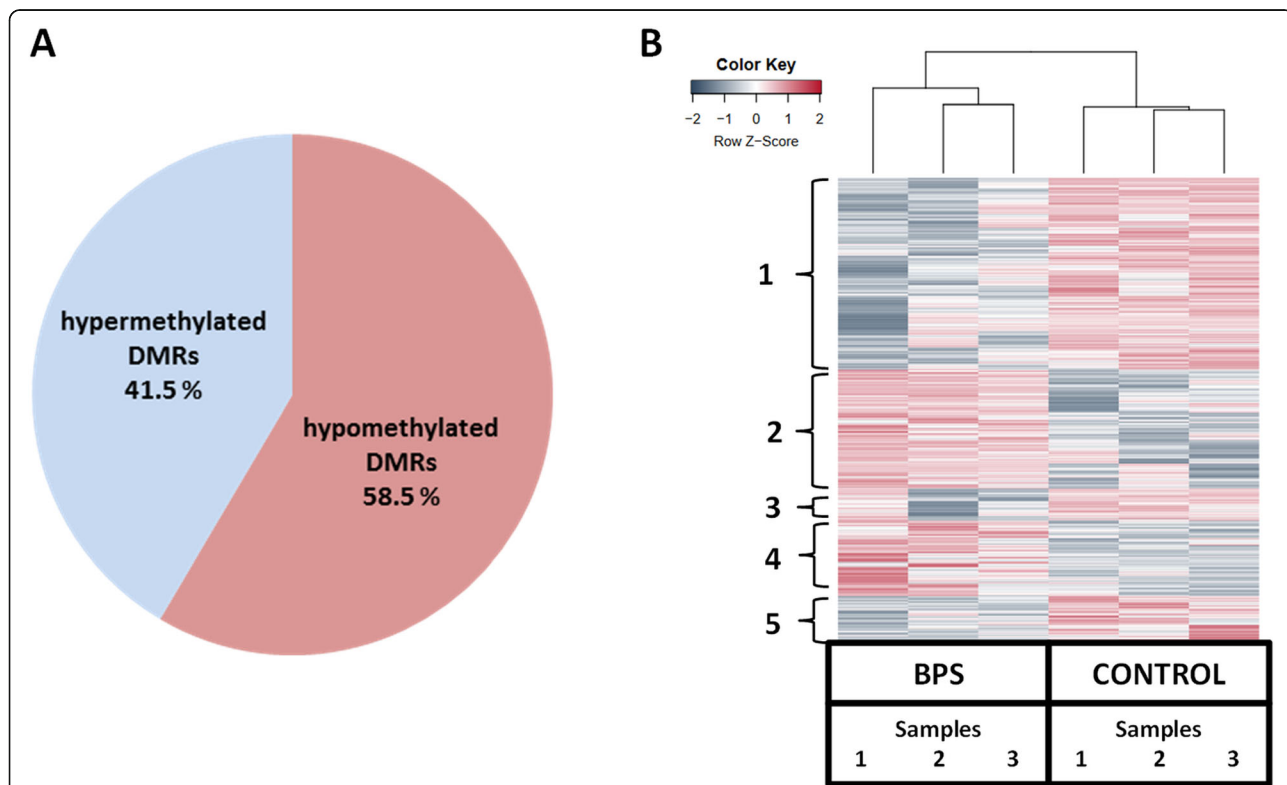 A
hypermethylated
DMRs
41.5 %
hypomethylated
DMRs
58.5 %
B
Color Key
−2 −1 0 1 2
Row Z−Score
1
2
3
4
5
BPS CONTROL
Samples Samples
1 2 3 1 2 3